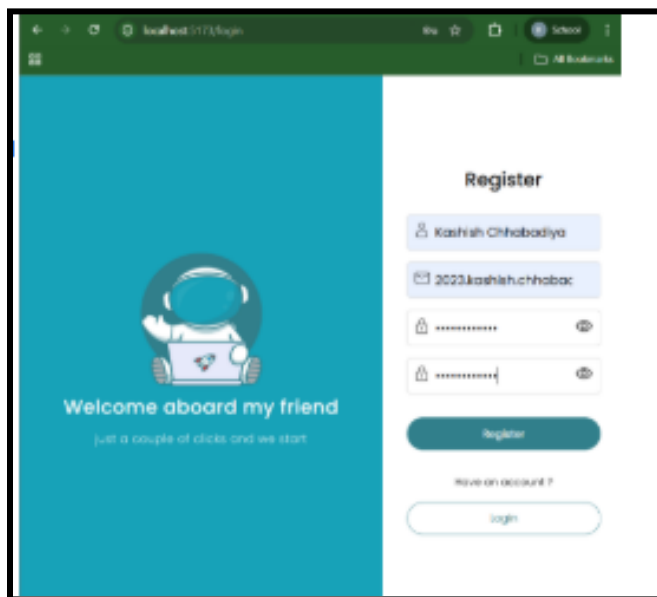 localhost:5173/login
School
All Bookmarks
Register
Kashish Chhabadiya
2023.kashish.chhabac
Welcome aboard my friend
just a couple of clicks and we start
Register
Have an account ?
Login